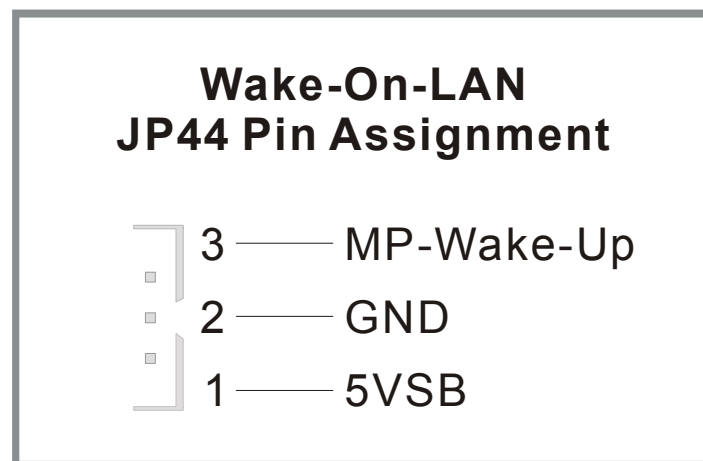 Wake-On-LAN
JP44 Pin Assignment
3 MP-Wake-Up
2 GND
1 5VSB